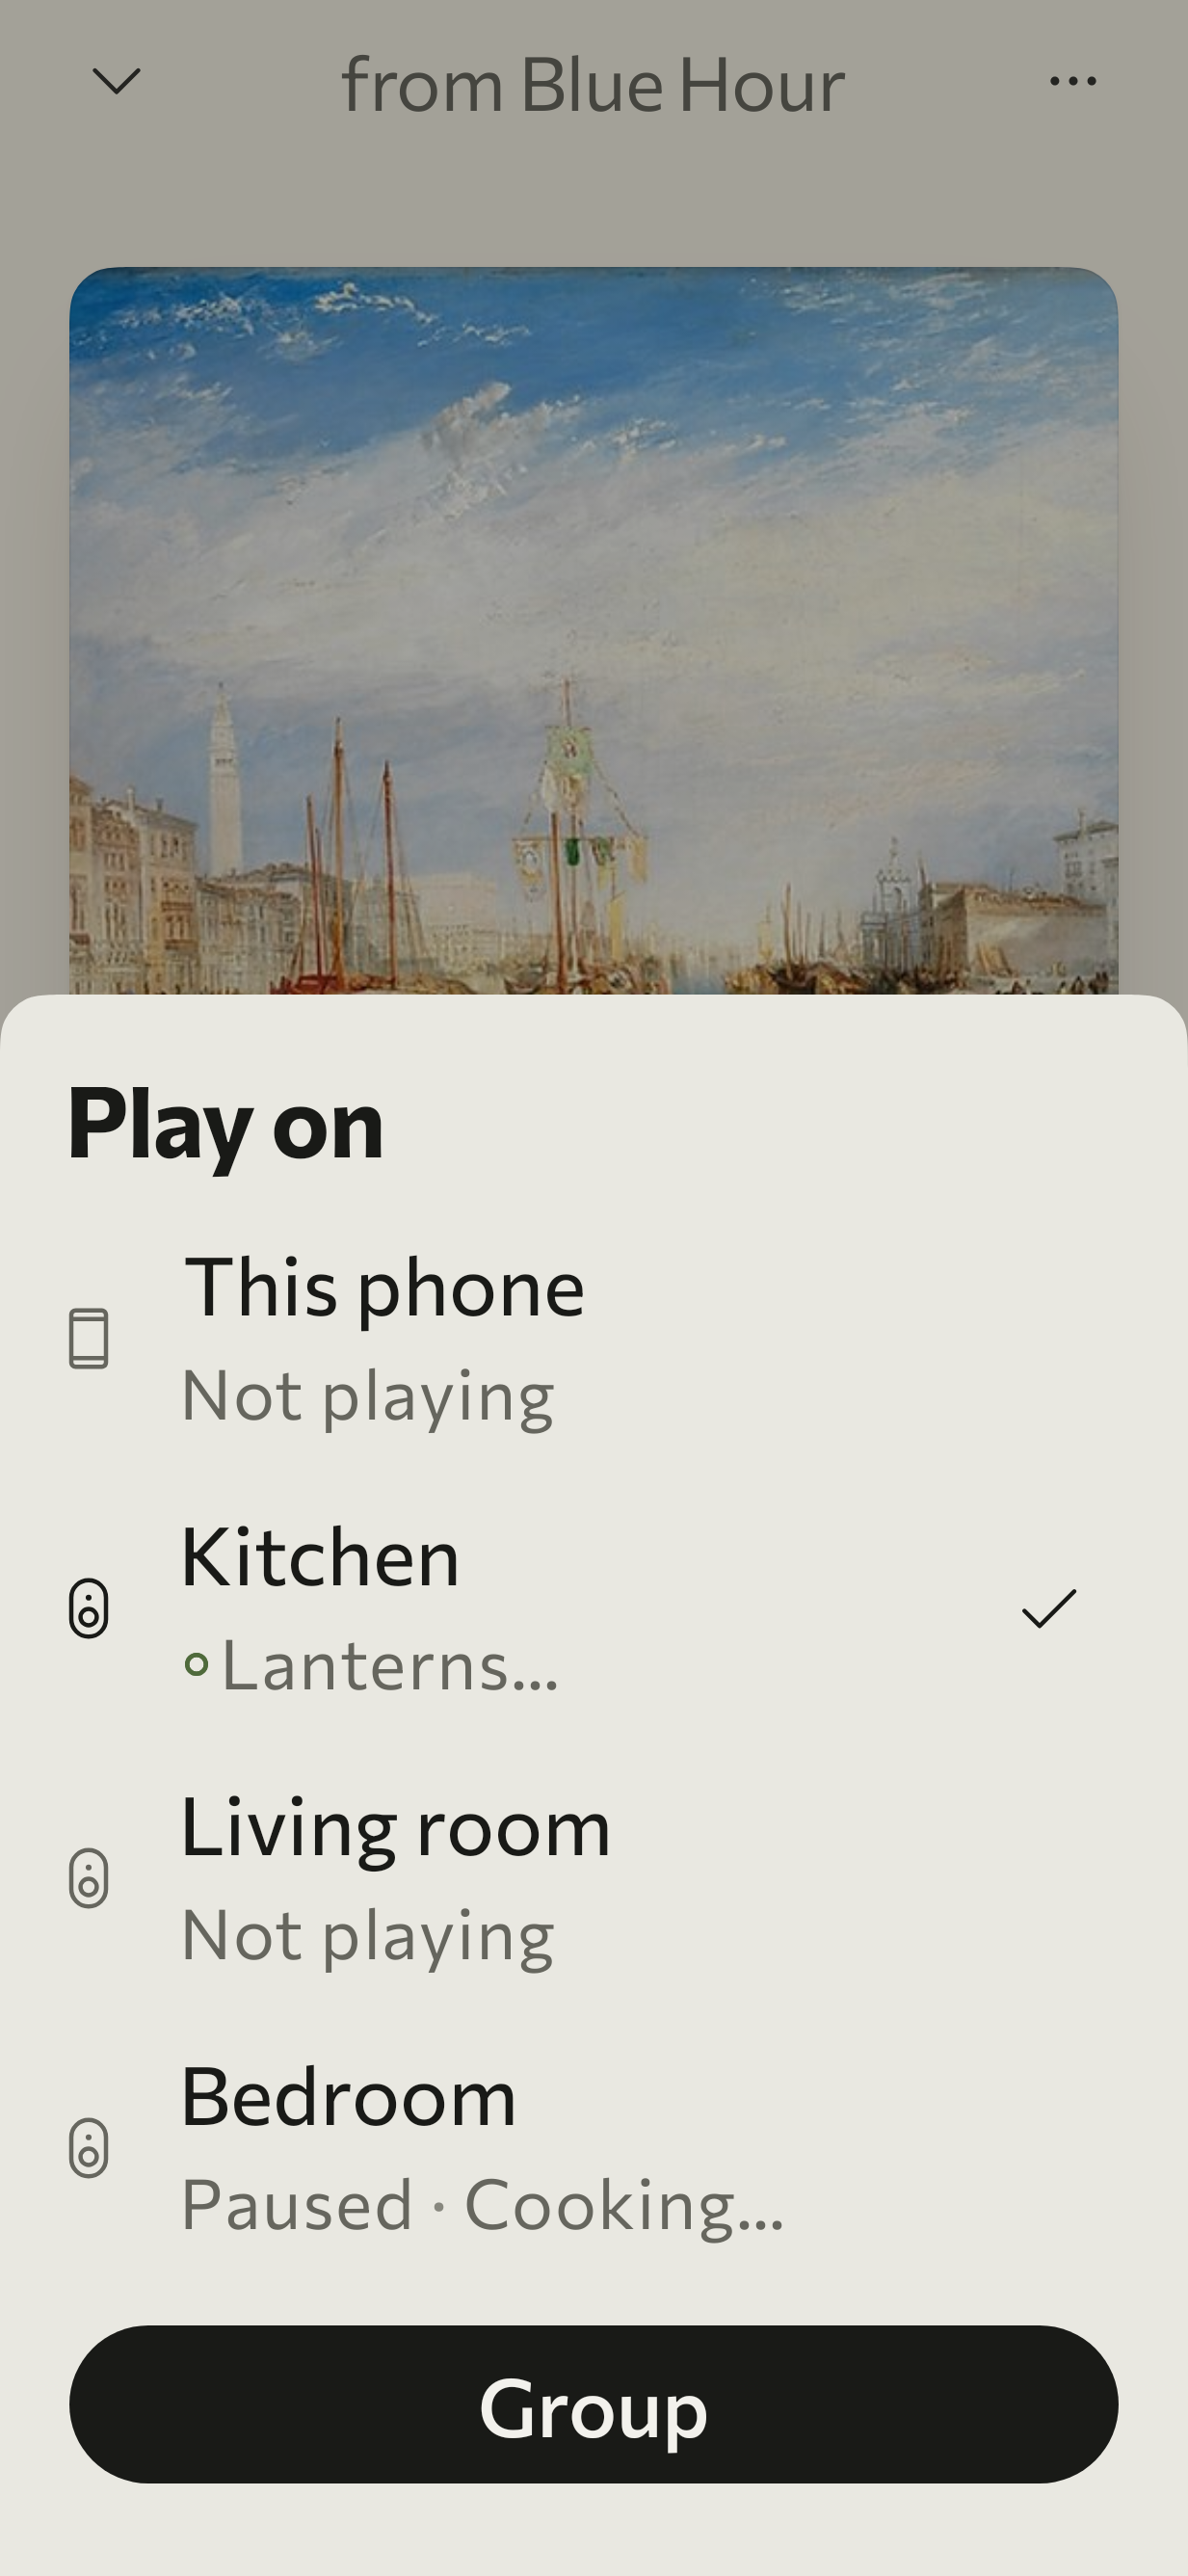 from Blue Hour
Play on
This phone
Not playing
Kitchen
Lanterns...
Living room
Not playing
Bedroom
Paused · Cooking...
Group